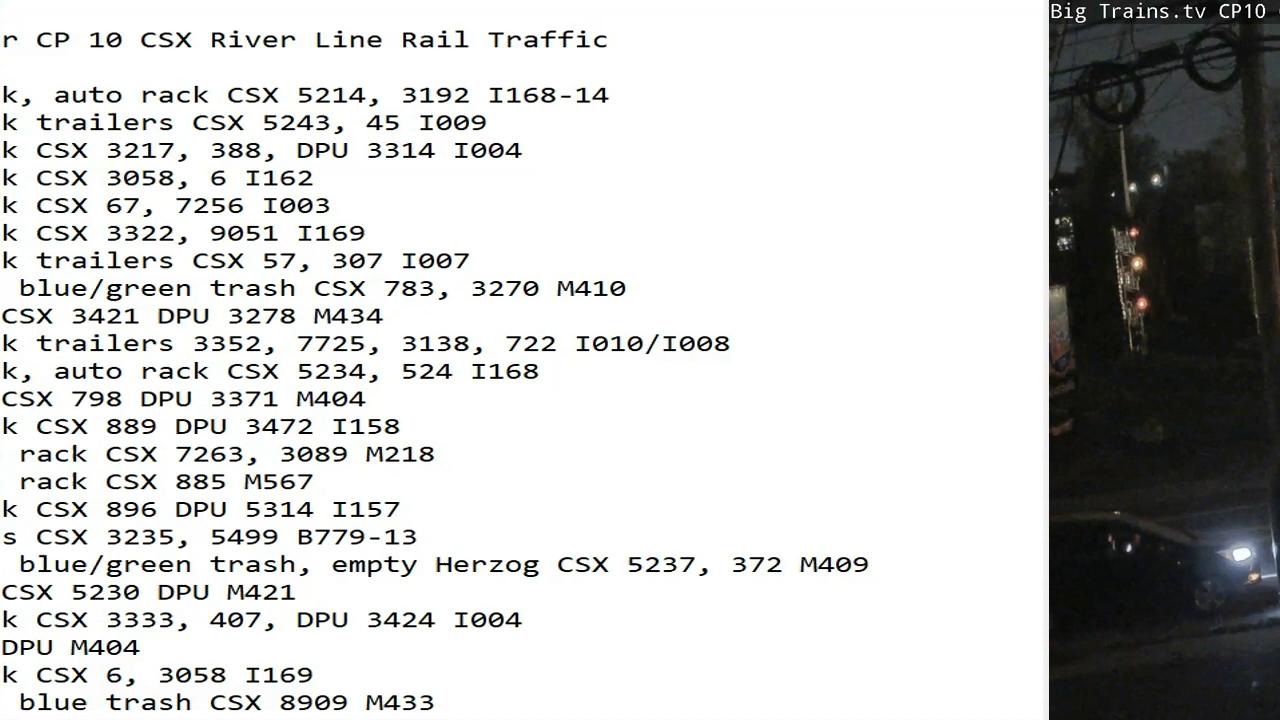 r CP 10 CSX River Line Rail Traffic
k, auto rack CSX 5214, 3192 I168-14
k trailers CSX 5243, 45 I009
k CSX 3217, 388, DPU 3314 I004
k CSX 3058, 6 I162
k CSX 67, 7256 I003
k CSX 3322, 9051 I169
k trailers CSX 57, 307 I007
blue/green trash CSX 783, 3270 M410
CSX 3421 DPU 3278 M434
k trailers 3352, 7725, 3138, 722 I010/I008
k, auto rack CSX 5234, 524 I168
CSX 798 DPU 3371 M404
k CSX 889 DPU 3472 I158
rack CSX 7263, 3089 M218
rack CSX 885 M567
k CSX 896 DPU 5314 I157
s CSX 3235, 5499 B779-13
blue/green trash, empty Herzog CSX 5237, 372 M409
CSX 5230 DPU M421
k CSX 3333, 407, DPU 3424 I004
DPU M404
k CSX 6, 3058 I169
blue trash CSX 8909 M433
Big Trains.tv CP10